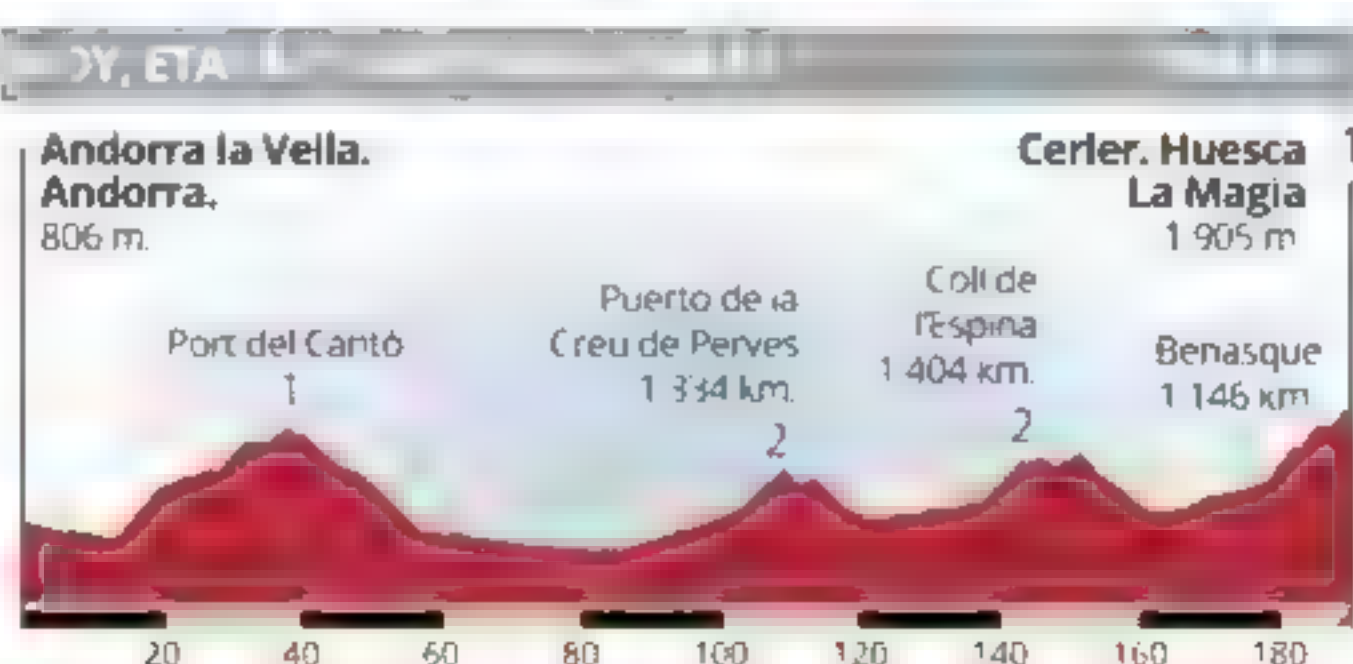 OY, ETA
Andorra la Vella.
Andorra.
806 m.
Cerler. Huesca
La Magia
1 905 m
Port del Cantó
1
Puerto de la
Creu de Perves
1 334 km.
2
Coll de
l'Espina
1 404 km.
2
Benasque
1 146 km
20 40 60 80 100 120 140 160 180